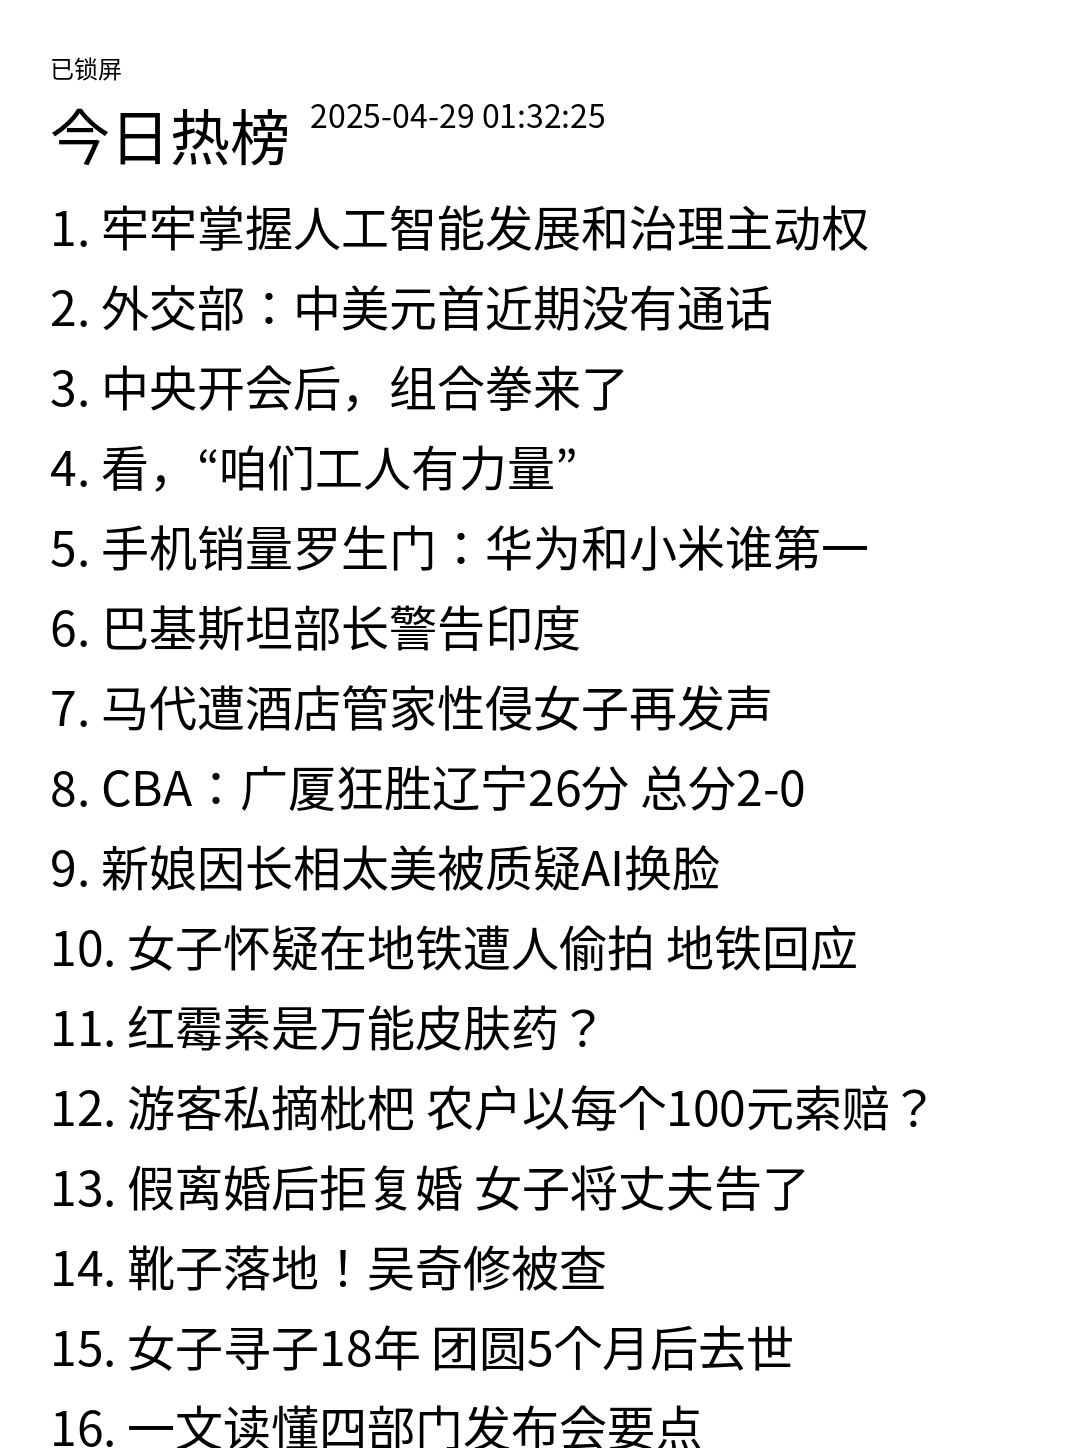 已锁屏
今日热榜 2025-04-29 01:32:25
1. 牢牢掌握人工智能发展和治理主动权
2. 外交部：中美元首近期没有通话
3. 中央开会后，组合拳来了
4. 看，“咱们工人有力量”
5. 手机销量罗生门：华为和小米谁第一
6. 巴基斯坦部长警告印度
7. 马代遭酒店管家性侵女子再发声
8. CBA：广厦狂胜辽宁26分 总分2-0
9. 新娘因长相太美被质疑AI换脸
10. 女子怀疑在地铁遭人偷拍 地铁回应
11. 红霉素是万能皮肤药？
12. 游客私摘枇杷 农户以每个100元索赔？
13. 假离婚后拒复婚 女子将丈夫告了
14. 靴子落地！吴奇修被查
15. 女子寻子18年 团圆5个月后去世
16. 一文读懂四部门发布会要点